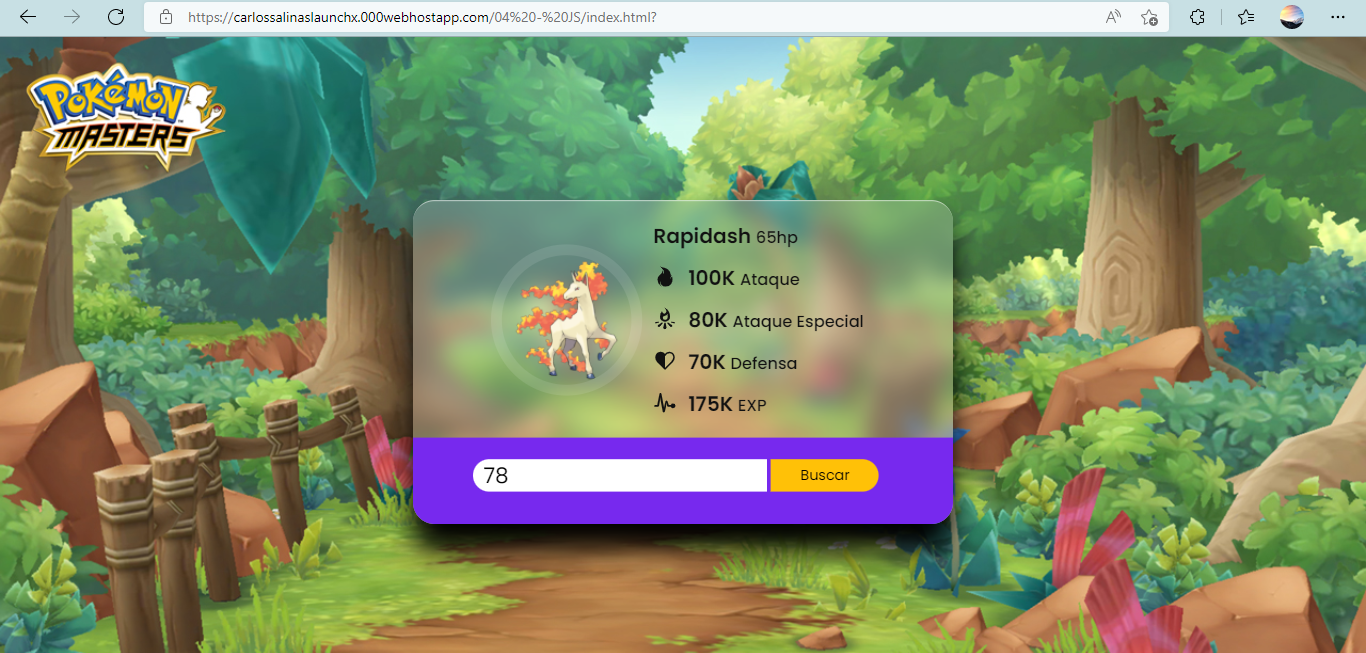 https://carlossalinaslaunchx.000webhostapp.com/04%20-%20JS/index.html?
POKéMON
MASTERS
Rapidash 65hp
100K Ataque
80K Ataque Especial
70K Defensa
175K EXP
78
Buscar